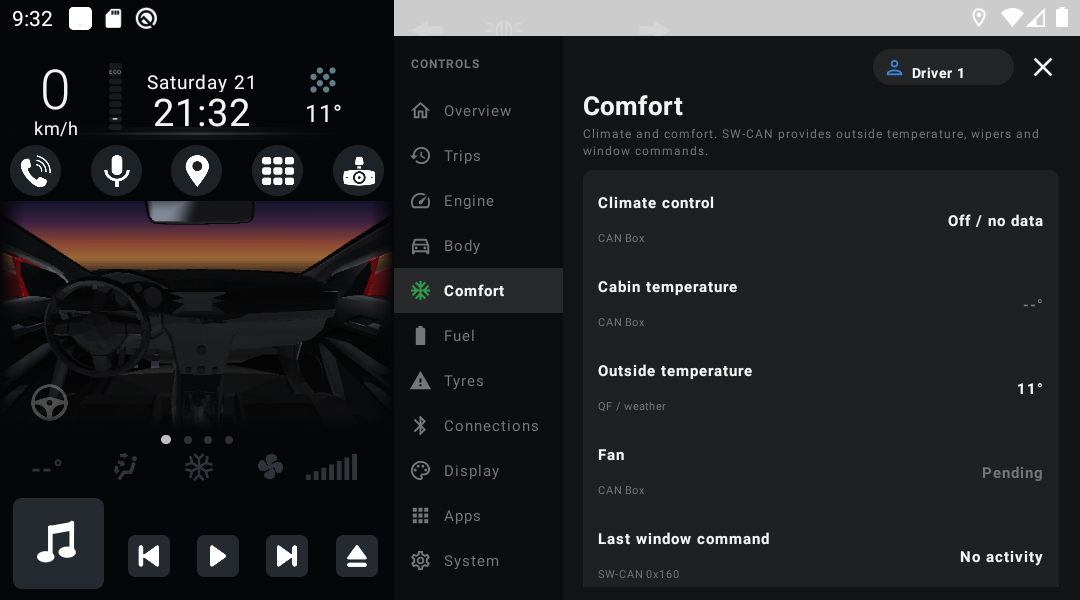 9:32
0
km/h
ECO
Saturday 21
21:32
11°
--°
CONTROLS
Overview
Trips
Engine
Body
Comfort
Fuel
Tyres
Connections
Display
Apps
System
Driver 1
Comfort
Climate and comfort. SW-CAN provides outside temperature, wipers and
window commands.
Climate control
CAN Box
Off / no data
Cabin temperature
CAN Box
--°
Outside temperature
QF / weather
11°
Fan
CAN Box
Pending
Last window command
SW-CAN 0x160
No activity